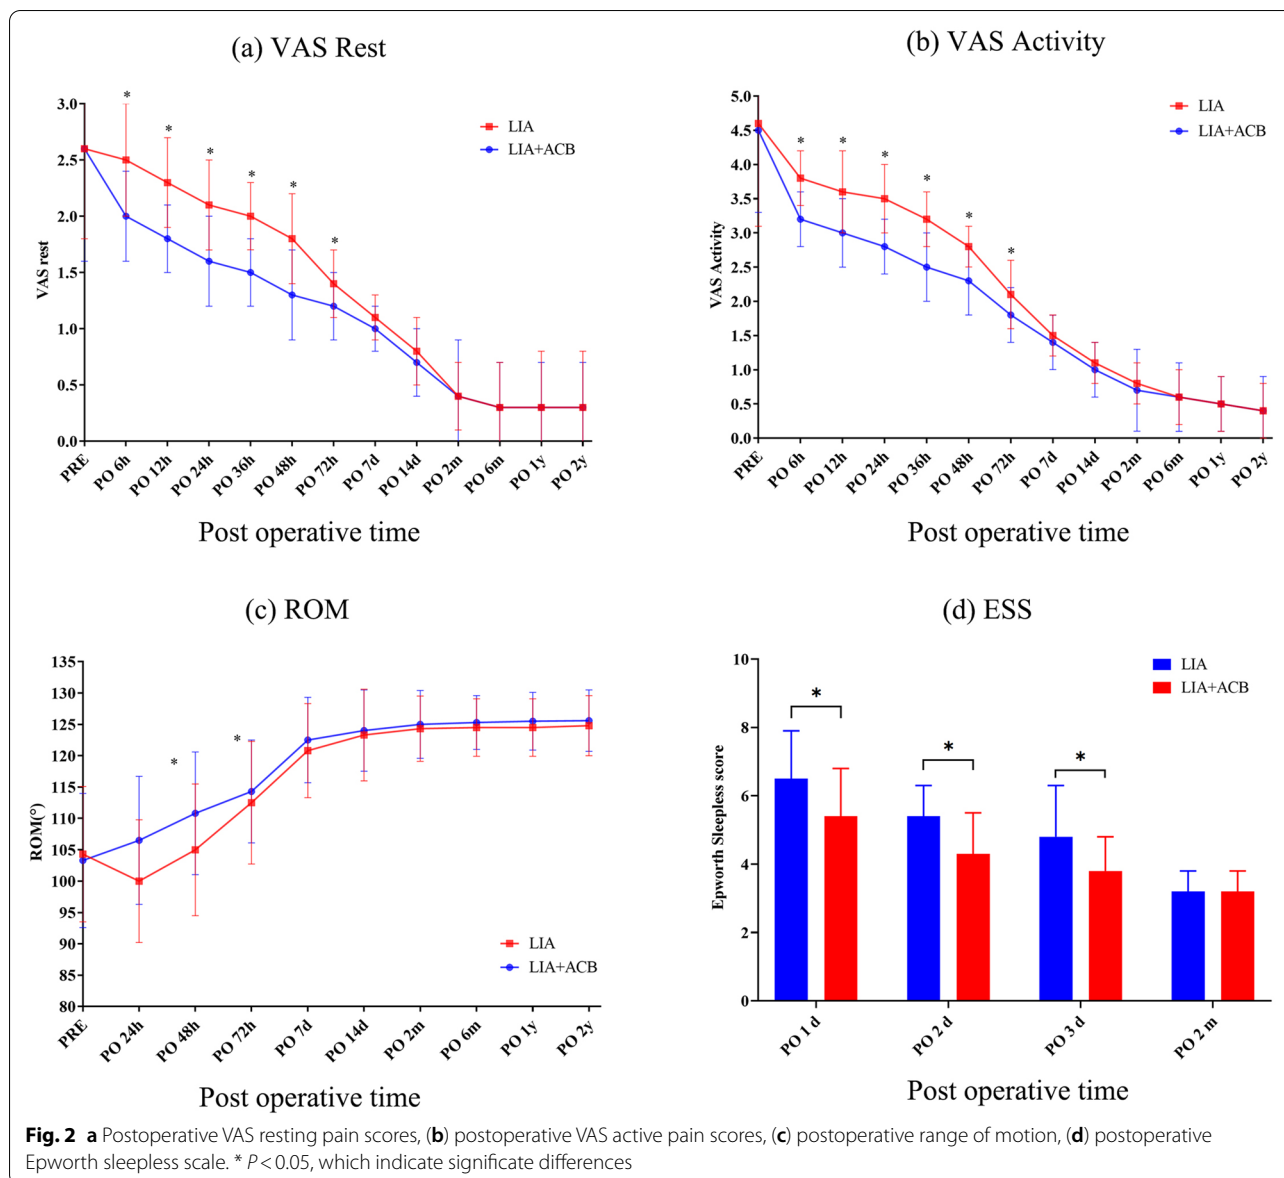 (a) VAS Rest
3.0
2.5
2.0
1.5
1.0
0.5
0.0
VAS rest
* * * * * *
LIA
LIA+ACB
PRE
PO 6h
PO 12h
PO 24h
PO 36h
PO 48h
PO 72h
PO 7d
PO 14d
PO 2m
PO 6m
PO 1y
PO 2y
Post operative time
(b) VAS Activity
5.0
4.5
4.0
3.5
3.0
2.5
2.0
1.5
1.0
0.5
0.0
VAS Activity
* * * * * *
LIA
LIA+ACB
PRE
PO 6h
PO 12h
PO 24h
PO 36h
PO 48h
PO 72h
PO 7d
PO 14d
PO 2m
PO 6m
PO 1y
PO 2y
Post operative time
(c) ROM
135
130
125
120
115
110
105
100
95
90
85
80
ROM(°)
* *
LIA
LIA+ACB
PRE
PO 24h
PO 48h
PO 72h
PO 7d
PO 14d
PO 2m
PO 6m
PO 1y
PO 2y
Post operative time
(d) ESS
10
8
6
4
2
0
Epworth Sleepless score
* * *
LIA
LIA+ACB
PO 1 d
PO 2 d
PO 3 d
PO 2 m
Post operative time
Fig. 2 a Postoperative VAS resting pain scores, (b) postoperative VAS active pain scores, (c) postoperative range of motion, (d) postoperative
Epworth sleepless scale. * P < 0.05, which indicate significate differences